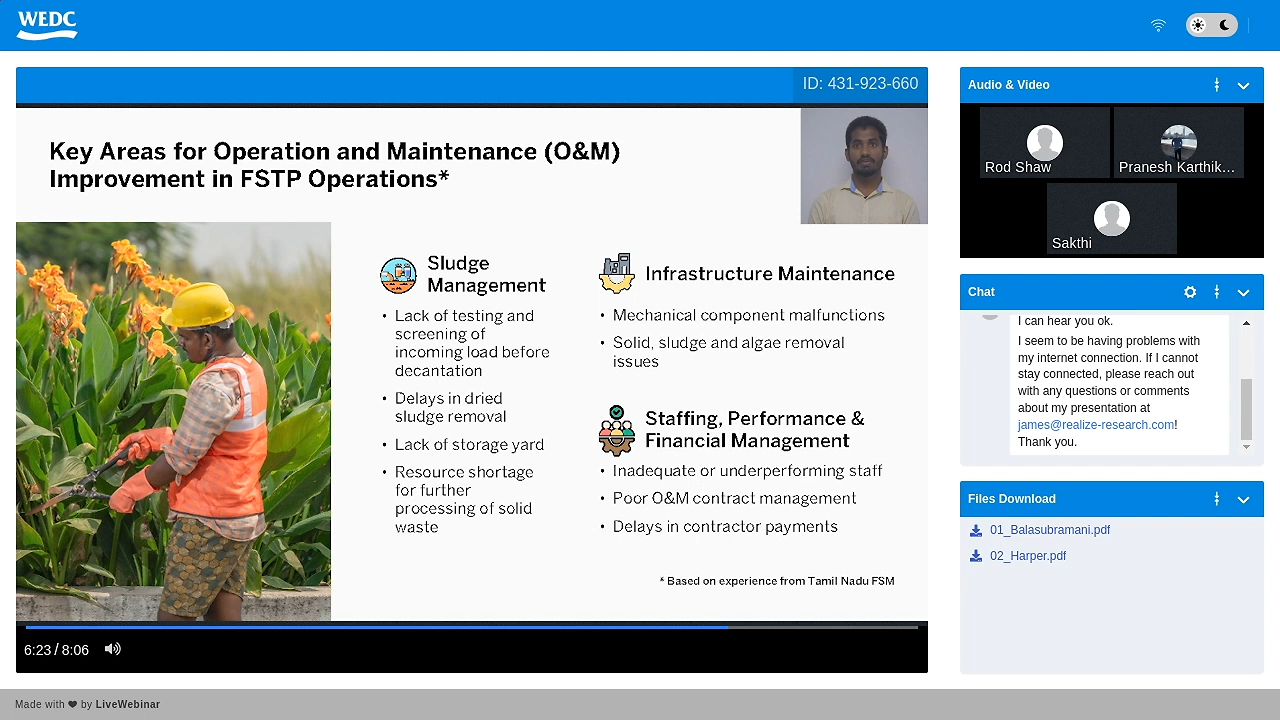 WEDC
ID: 431-923-660
Key Areas for Operation and Maintenance (O&M)
Improvement in FSTP Operations*
Sludge
Management
• Lack of testing and
screening of
incoming load before
decantation
• Delays in dried
sludge removal
• Lack of storage yard
• Resource shortage
for further
processing of solid
waste
Infrastructure Maintenance
• Mechanical component malfunctions
• Solid, sludge and algae removal
issues
Staffing, Performance &
Financial Management
• Inadequate or underperforming staff
• Poor O&M contract management
• Delays in contractor payments
* Based on experience from Tamil Nadu FSM
6:23 / 8:06
Audio & Video
Rod Shaw
Pranesh Karthik...
Sakthi
Chat
I can hear you ok.
I seem to be having problems with
my internet connection. If I cannot
stay connected, please reach out
with any questions or comments
about my presentation at
james@realize-research.com!
Thank you.
Files Download
01_Balasubramani.pdf
02_Harper.pdf
Made with ❤ by LiveWebinar